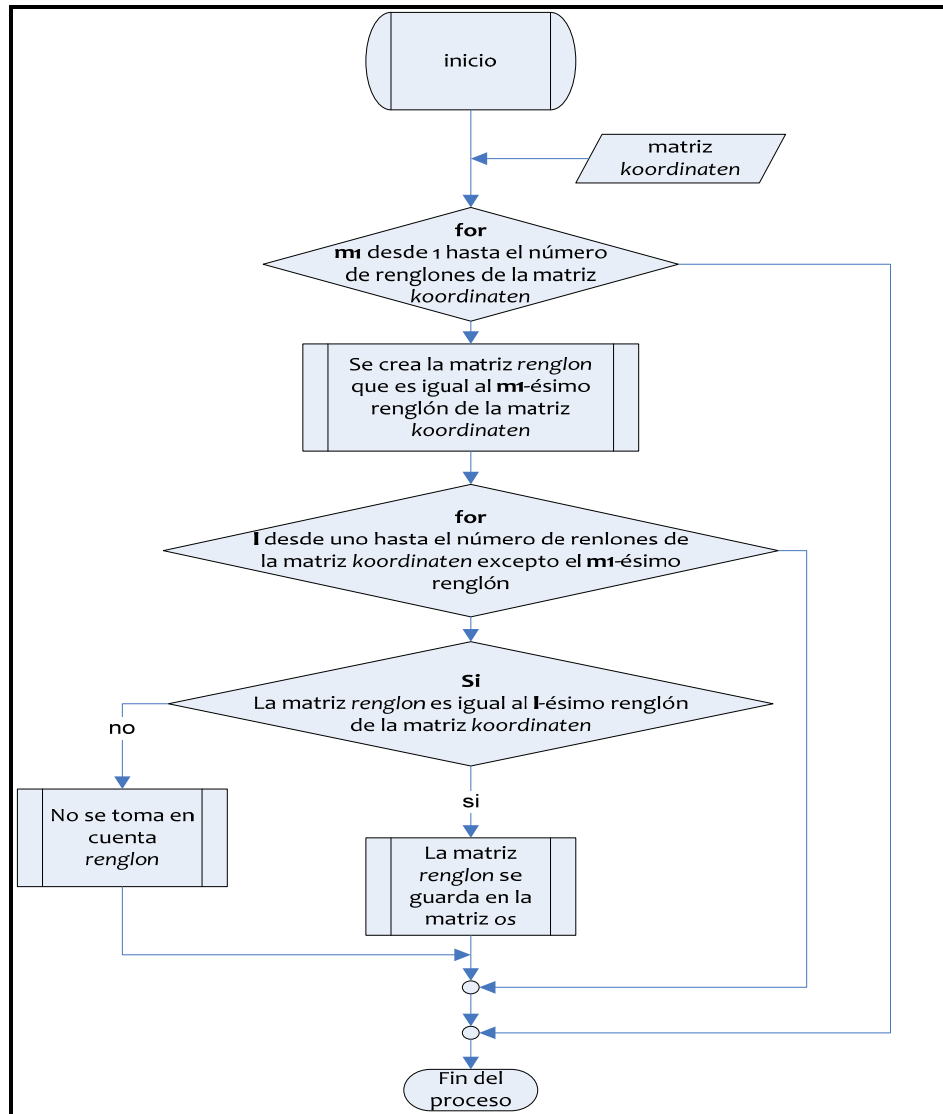 inicio
matriz
koordinaten
for
m1 desde 1 hasta el número
de renglones de la matriz
koordinaten
Se crea la matriz renglon
que es igual al m1-ésimo
renglón de la matriz
koordinaten
for
l desde uno hasta el número de renlones de
la matriz koordinaten excepto el m1-ésimo
renglón
Si
La matriz renglon es igual al l-ésimo renglón
de la matriz koordinaten
no
si
No se toma en
cuenta
renglon
La matriz
renglon se
guarda en la
matriz os
Fin del
proceso